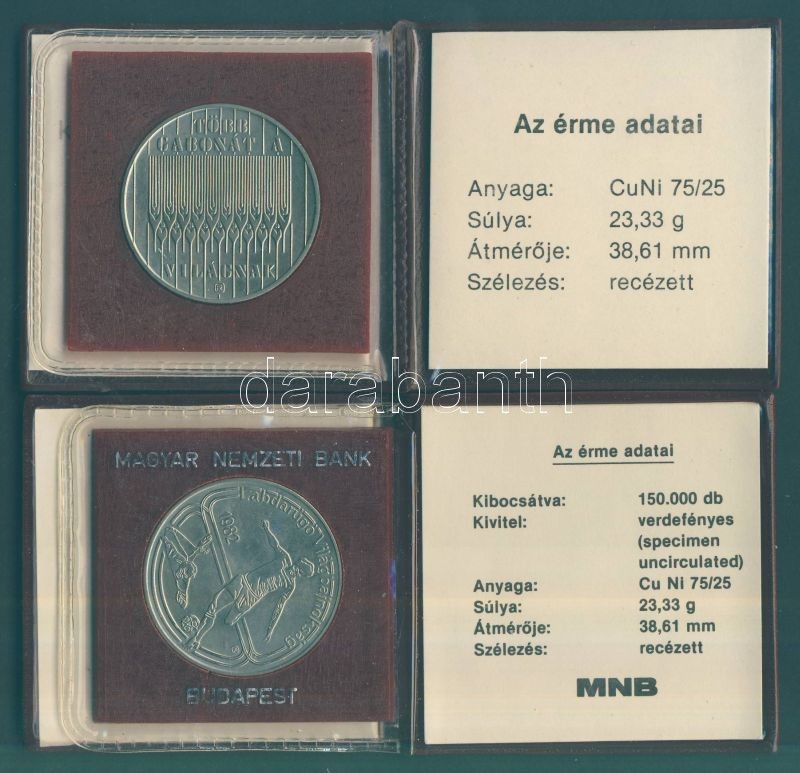 TÖBB
GABONÁT A
VILÁGNAK
Az érme adatai
Anyaga: CuNi 75/25
Súlya: 23,33 g
Átmérője: 38,61 mm
Szélezés: recézett
darabanth
MAGYAR NEMZETI BANK
Labdarúgó Világbajnokság
1982
BUDAPEST
Az érme adatai
Kibocsátva: 150.000 db
Kivitel: verdefényes
(specimen
uncirculated)
Anyaga: Cu Ni 75/25
Súlya: 23,33 g
Átmérője: 38,61 mm
Szélezés: recézett
MNB